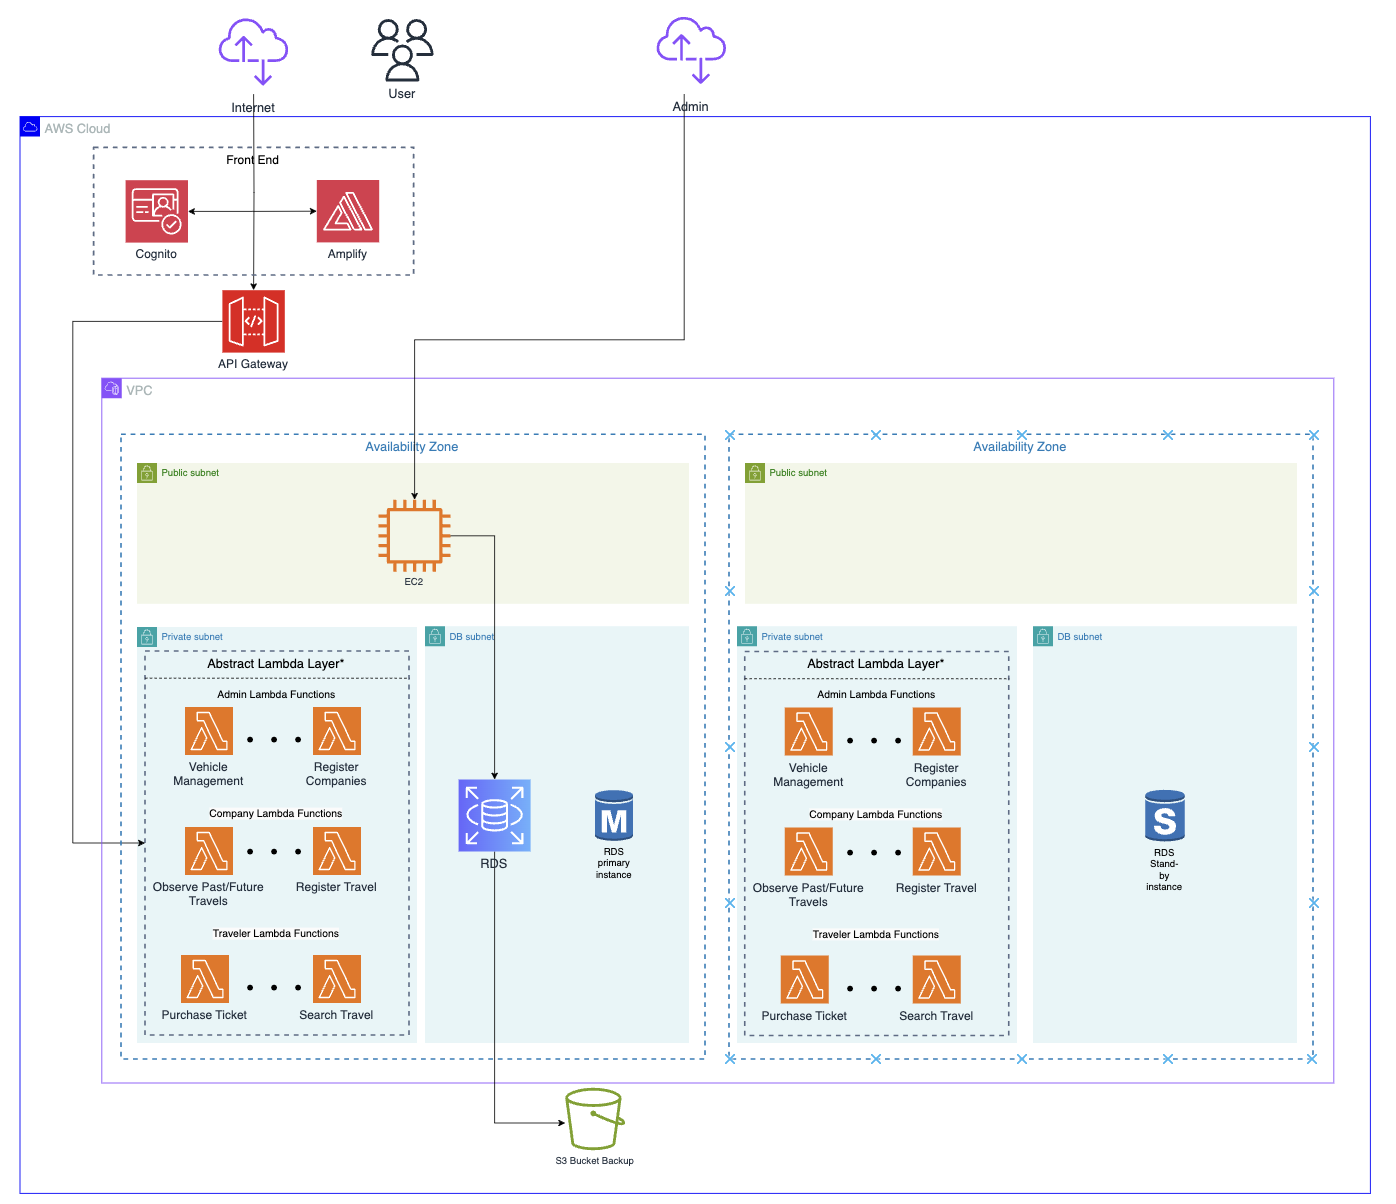 Internet
User
Admin
AWS Cloud
Front End
Cognito
Amplify
API Gateway
VPC
Availability Zone
Public subnet
EC2
Private subnet
Abstract Lambda Layer*
Admin Lambda Functions
Vehicle
Management
Register
Companies
Company Lambda Functions
Observe Past/Future
Travels
Register Travel
Traveler Lambda Functions
Purchase Ticket
Search Travel
DB subnet
RDS
M
RDS
primary
instance
Availability Zone
Public subnet
Private subnet
Abstract Lambda Layer*
Admin Lambda Functions
Vehicle
Management
Register
Companies
Company Lambda Functions
Observe Past/Future
Travels
Register Travel
Traveler Lambda Functions
Purchase Ticket
Search Travel
DB subnet
S
RDS
Stand-
by
instance
S3 Bucket Backup